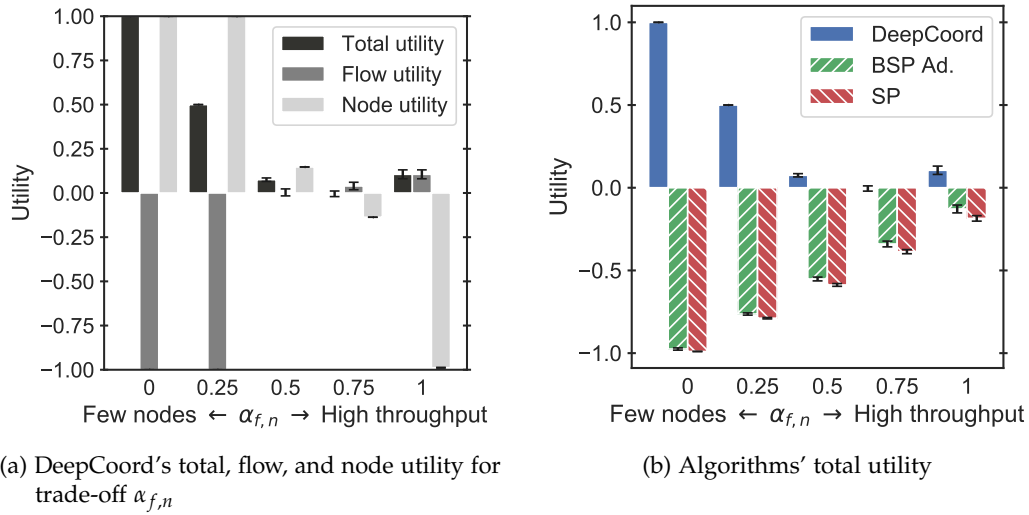 1.00
0.75
0.50
0.25
0.00
−0.25
−0.50
−0.75
−1.00
Utility
Total utility
Flow utility
Node utility
0 0.25 0.5 0.75 1
Few nodes ← α_{f,n} → High throughput
(a) DeepCoord's total, flow, and node utility for
trade-off α_{f,n}
1.0
0.5
0.0
−0.5
−1.0
Utility
DeepCoord
BSP Ad.
SP
0 0.25 0.5 0.75 1
Few nodes ← α_{f,n} → High throughput
(b) Algorithms' total utility